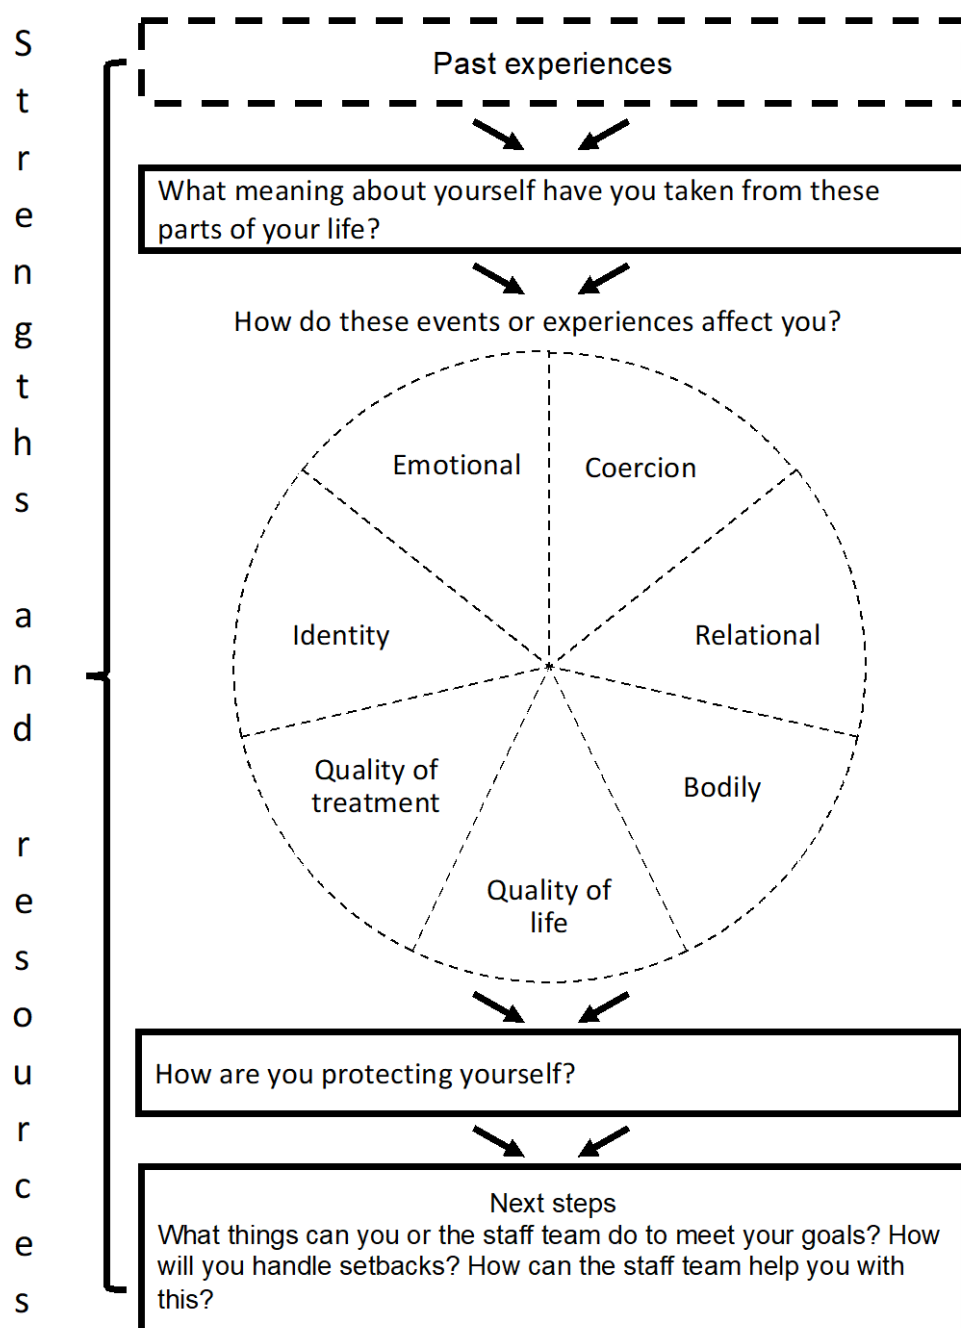 Strengths and resources
Past experiences
What meaning about yourself have you taken from these
parts of your life?
How do these events or experiences affect you?
Emotional
Coercion
Identity
Relational
Quality of
treatment
Bodily
Quality of
life
How are you protecting yourself?
Next steps
What things can you or the staff team do to meet your goals? How
will you handle setbacks? How can the staff team help you with
this?